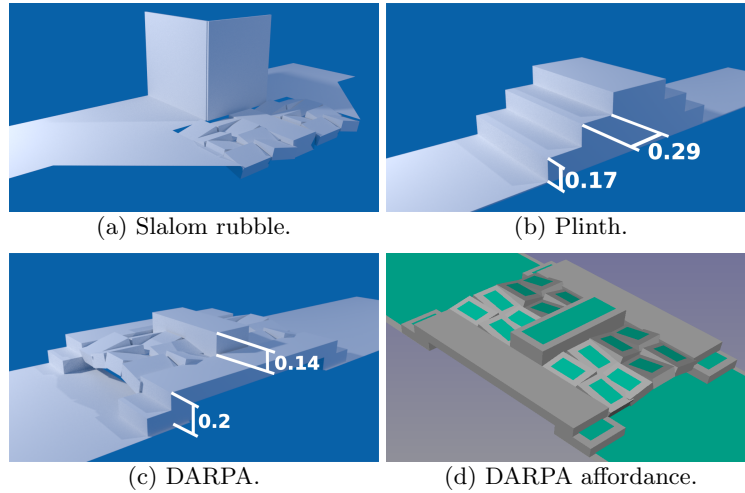 (a) Slalom rubble.
0.29
0.17
(b) Plinth.
0.14
0.2
(c) DARPA.
(d) DARPA affordance.